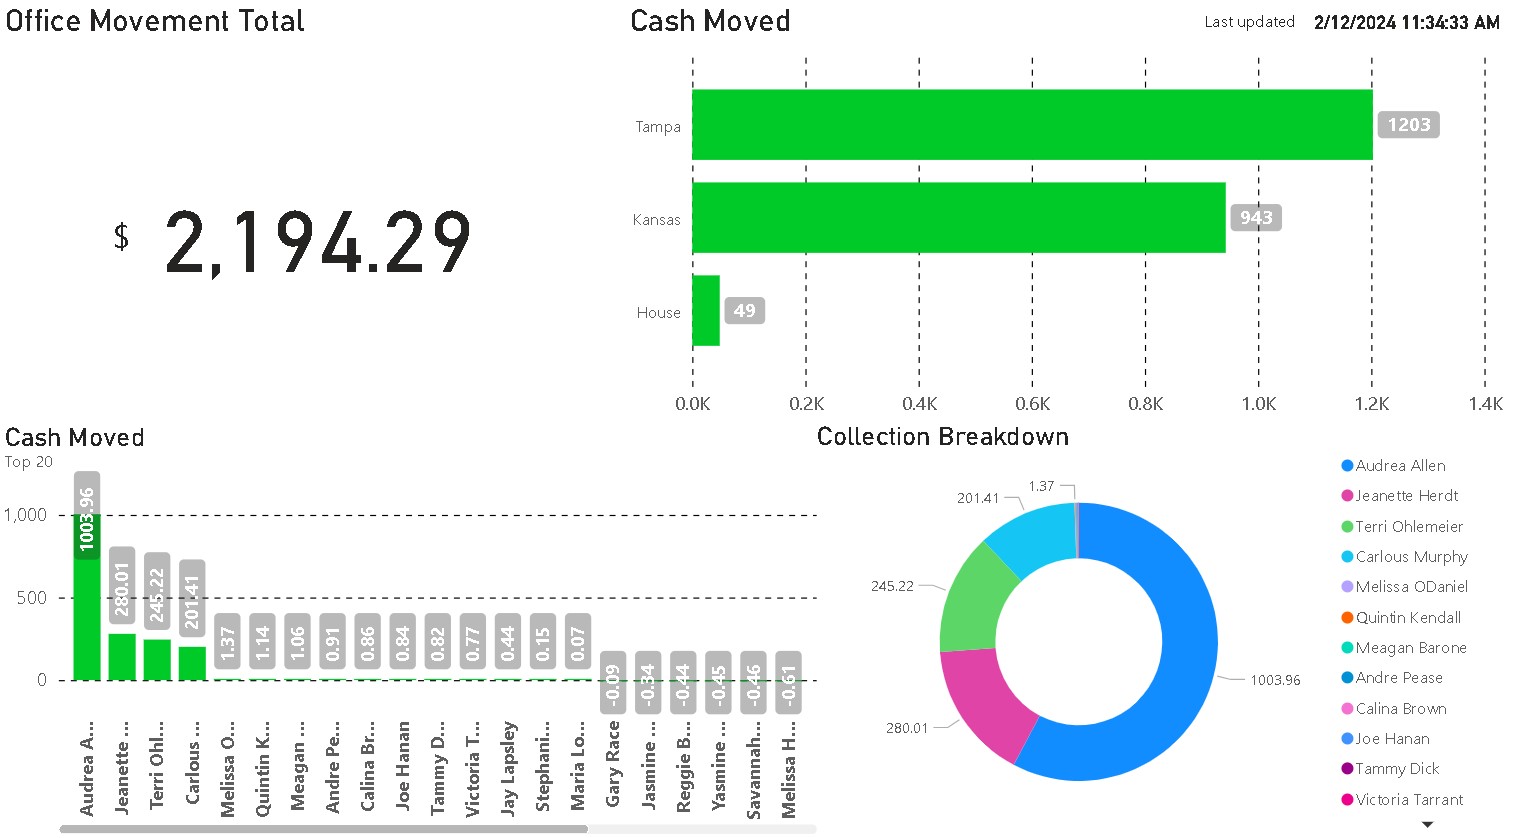 Office Movement Total
$ 2,194.29
Cash Moved
Last updated 2/12/2024 11:34:33 AM
Tampa
1203
Kansas
943
House
49
0.0K 0.2K 0.4K 0.6K 0.8K 1.0K 1.2K 1.4K
Cash Moved
Top 20
1,000
500
0
1003.96
280.01
245.22
201.41
1.37
1.14
1.06
0.91
0.86
0.84
0.82
0.77
0.44
0.15
0.07
-0.09
-0.34
-0.44
-0.45
-0.46
-0.61
Audrea A...
Jeanette ...
Terri Ohl...
Carlous ...
Melissa O...
Quintin K...
Meagan ...
Andre Pe...
Calina Br...
Joe Hanan
Tammy D...
Victoria T...
Jay Lapsley
Stephani...
Maria Lo...
Gary Race
Jasmine ...
Reggie B...
Yasmine ...
Savannah...
Melissa H...
Collection Breakdown
1.37
201.41
245.22
280.01
1003.96
Audrea Allen
Jeanette Herdt
Terri Ohlemeier
Carlous Murphy
Melissa ODaniel
Quintin Kendall
Meagan Barone
Andre Pease
Calina Brown
Joe Hanan
Tammy Dick
Victoria Tarrant